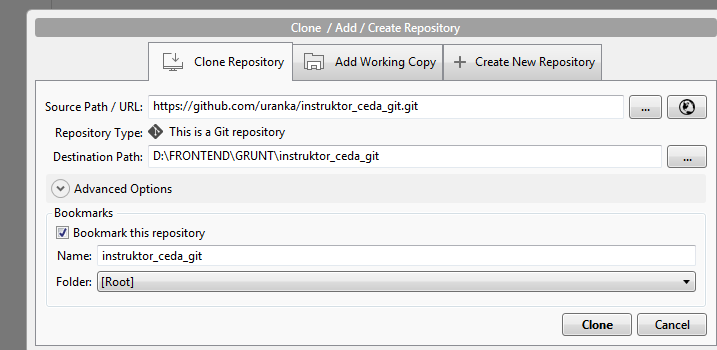 Clone / Add / Create Repository
Clone Repository Add Working Copy Create New Repository
Source Path / URL: https://github.com/uranka/instruktor_ceda_git.git ...
Repository Type: This is a Git repository
Destination Path: D:\FRONTEND\GRUNT\instruktor_ceda_git ...
Advanced Options
Bookmarks
Bookmark this repository
Name: instruktor_ceda_git
Folder: [Root]
Clone Cancel